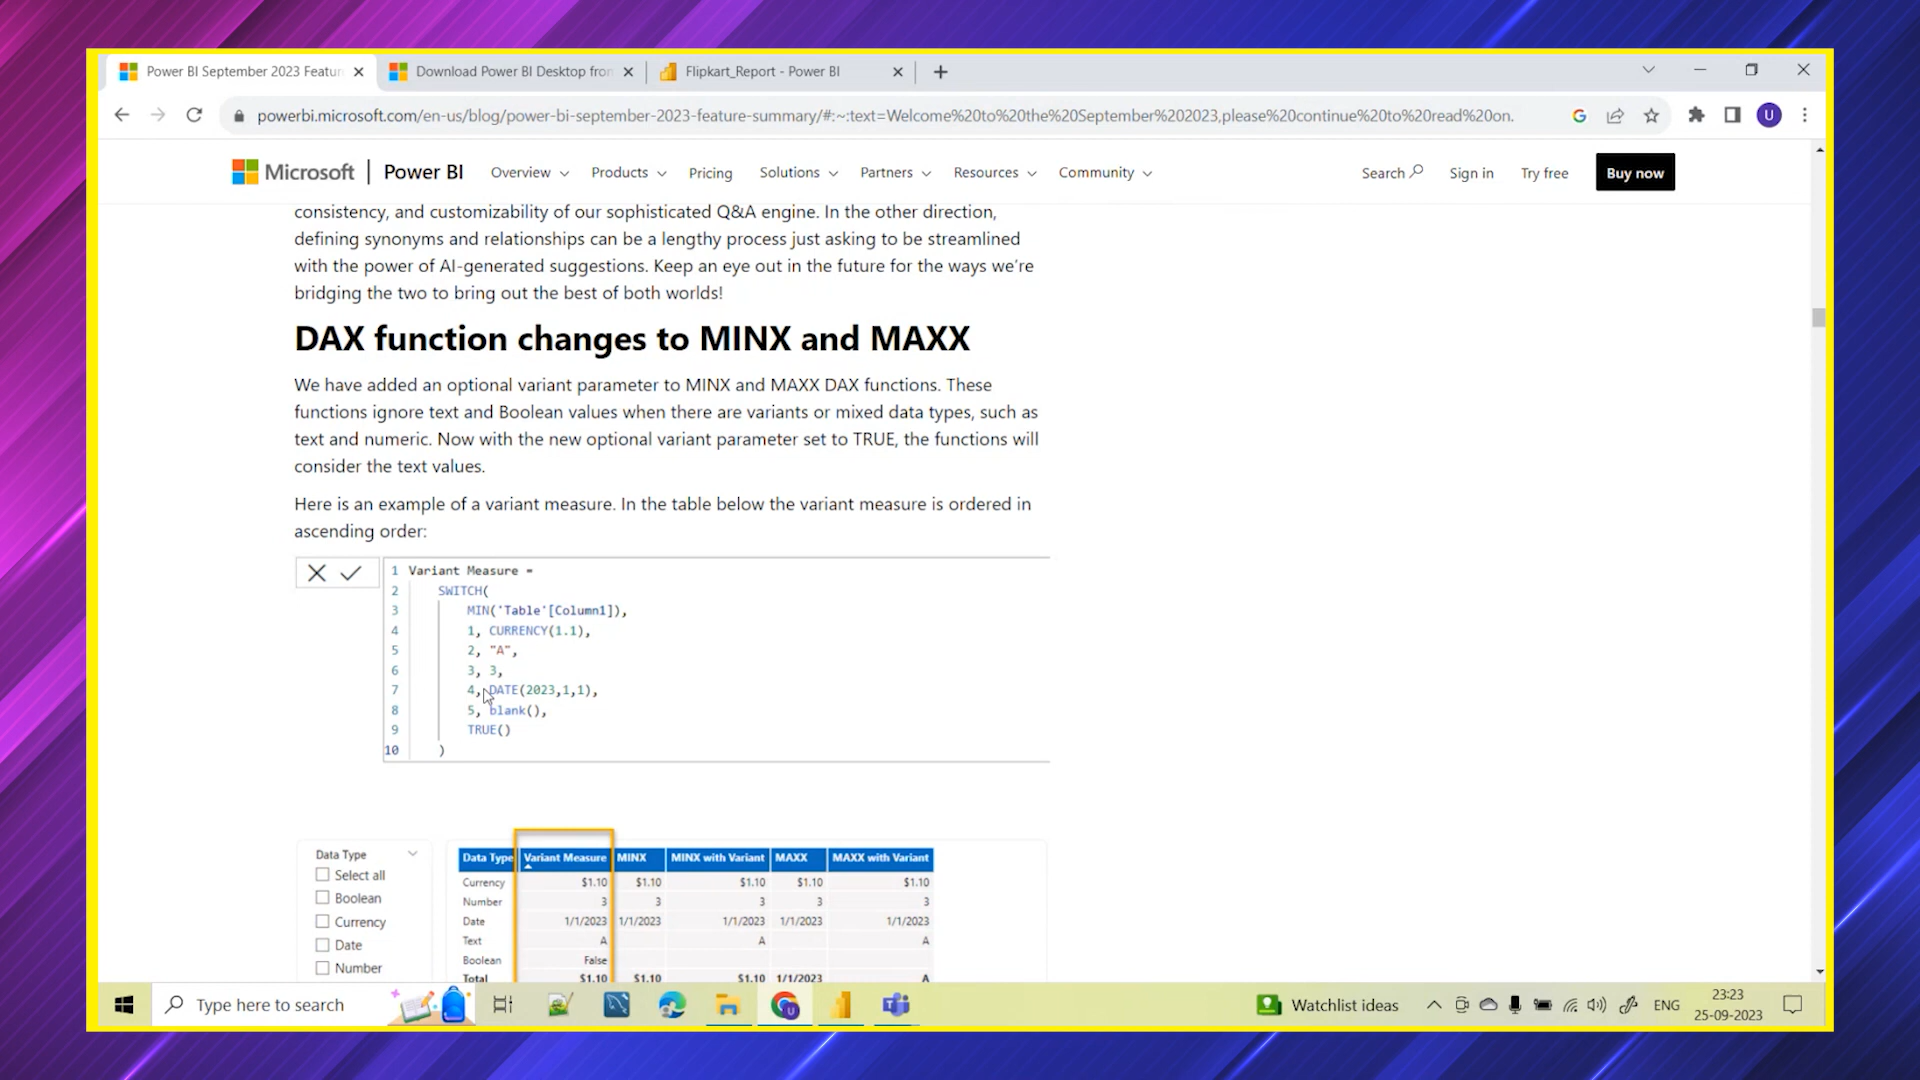 Power BI September 2023 Featur
Download Power BI Desktop fron
Flipkart_Report - Power BI
powerbi.microsoft.com/en-us/blog/power-bi-september-2023-feature-summary/#:~:text=Welcome%20to%20the%20September%202023,please%20continue%20to%20read%20on.
U
Microsoft | Power BI Overview Products Pricing Solutions Partners Resources Community Search Sign in Try free Buy now
consistency, and customizability of our sophisticated Q&A engine. In the other direction,
defining synonyms and relationships can be a lengthy process just asking to be streamlined
with the power of AI-generated suggestions. Keep an eye out in the future for the ways we're
bridging the two to bring out the best of both worlds!
DAX function changes to MINX and MAXX
We have added an optional variant parameter to MINX and MAXX DAX functions. These
functions ignore text and Boolean values when there are variants or mixed data types, such as
text and numeric. Now with the new optional variant parameter set to TRUE, the functions will
consider the text values.
Here is an example of a variant measure. In the table below the variant measure is ordered in
ascending order:
1 Variant Measure =
2 SWITCH(
3 MIN('Table'[Column1]),
4 1, CURRENCY(1.1),
5 2, "A",
6 3, 3,
7 4, DATE(2023,1,1),
8 5, blank(),
9 TRUE()
10 )
Data Type
Select all
Boolean
Currency
Date
Number
Data Type Variant Measure MINX MINX with Variant MAXX MAXX with Variant
Currency $1.10 $1.10 $1.10 $1.10 $1.10
Number 3 3 3 3 3
Date 1/1/2023 1/1/2023 1/1/2023 1/1/2023 1/1/2023
Text A A A
Boolean False
Total $1.10 $1.10 $1.10 1/1/2023 A
Type here to search
Watchlist ideas
ENG
23:23
25-09-2023